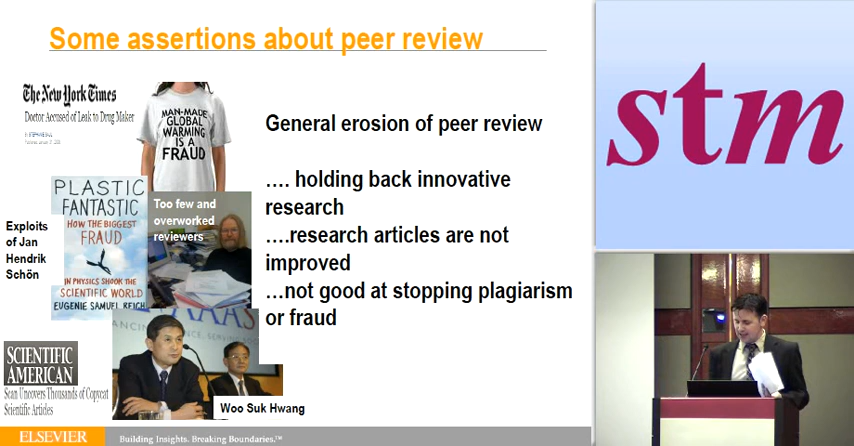 Some assertions about peer review
The New York Times
Doctor Accused of Leak to Drug Maker
MAN-MADE
GLOBAL
WARMING
IS A
FRAUD
General erosion of peer review
…. holding back innovative
research
….research articles are not
improved
…not good at stopping plagiarism
or fraud
PLASTIC
FANTASTIC
HOW THE BIGGEST
FRAUD
IN PHYSICS SHOOK THE
SCIENTIFIC WORLD
EUGENIE SAMUEL REICH
Too few and
overworked
reviewers
Exploits
of Jan
Hendrik
Schön
AAAS
ANCING SCIENCE, SERVING
SCIENTIFIC
AMERICAN
Scan Uncovers Thousands of Copycat
Scientific Articles
Woo Suk Hwang
ELSEVIER
Building Insights. Breaking Boundaries.™
stm